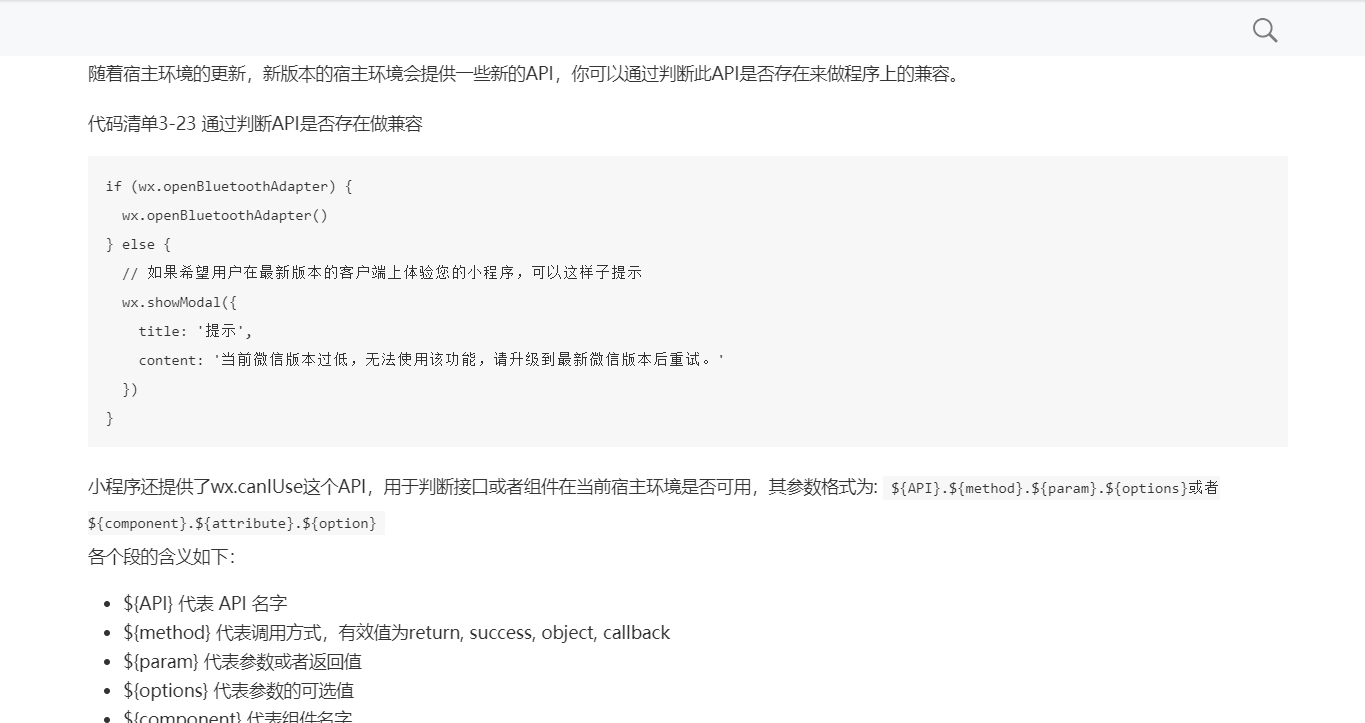 随着宿主环境的更新，新版本的宿主环境会提供一些新的API，你可以通过判断此API是否存在来做程序上的兼容。
代码清单3-23 通过判断API是否存在做兼容
if (wx.openBluetoothAdapter) {
  wx.openBluetoothAdapter()
} else {
  // 如果希望用户在最新版本的客户端上体验您的小程序，可以这样子提示
  wx.showModal({
    title: '提示',
    content: '当前微信版本过低，无法使用该功能，请升级到最新微信版本后重试。'
  })
}
小程序还提供了wx.canIUse这个API，用于判断接口或者组件在当前宿主环境是否可用，其参数格式为: ${API}.${method}.${param}.${options}或者
${component}.${attribute}.${option}
各个段的含义如下：
• ${API} 代表 API 名字
• ${method} 代表调用方式，有效值为return, success, object, callback
• ${param} 代表参数或者返回值
• ${options} 代表参数的可选值
• ${component} 代表组件名字